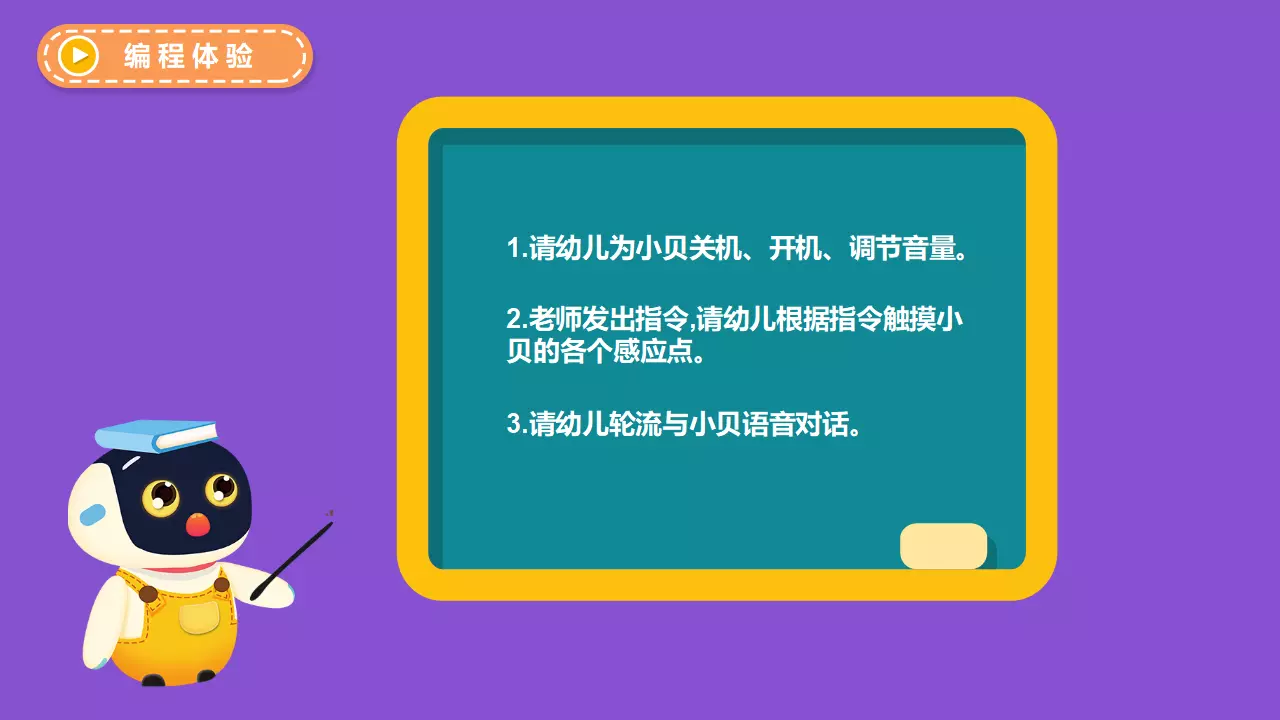 编程体验
1.请幼儿为小贝关机、开机、调节音量。
2.老师发出指令,请幼儿根据指令触摸小
贝的各个感应点。
3.请幼儿轮流与小贝语音对话。